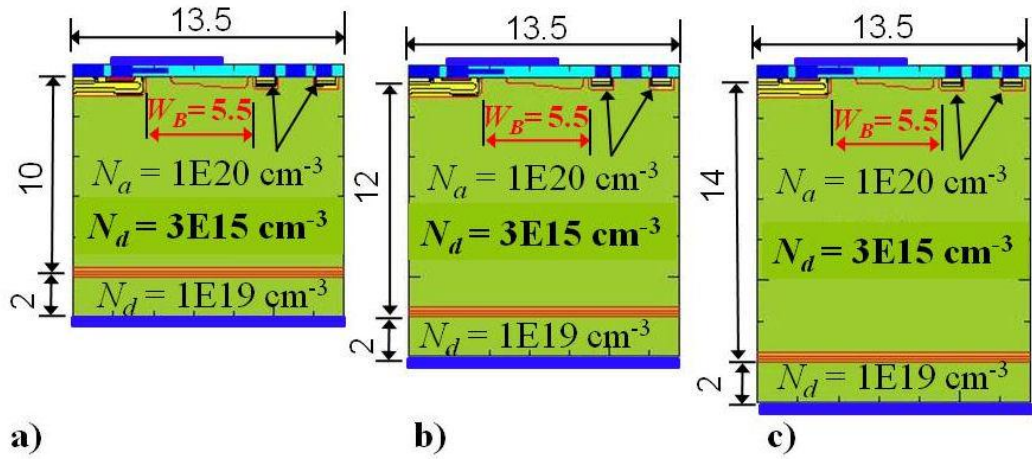 13.5
10
W_B = 5.5
N_a = 1E20 cm-3
N_d = 3E15 cm-3
2
N_d = 1E19 cm-3
a)
13.5
12
W_B = 5.5
N_a = 1E20 cm-3
N_d = 3E15 cm-3
2
N_d = 1E19 cm-3
b)
13.5
14
W_B = 5.5
N_a = 1E20 cm-3
N_d = 3E15 cm-3
2
N_d = 1E19 cm-3
c)